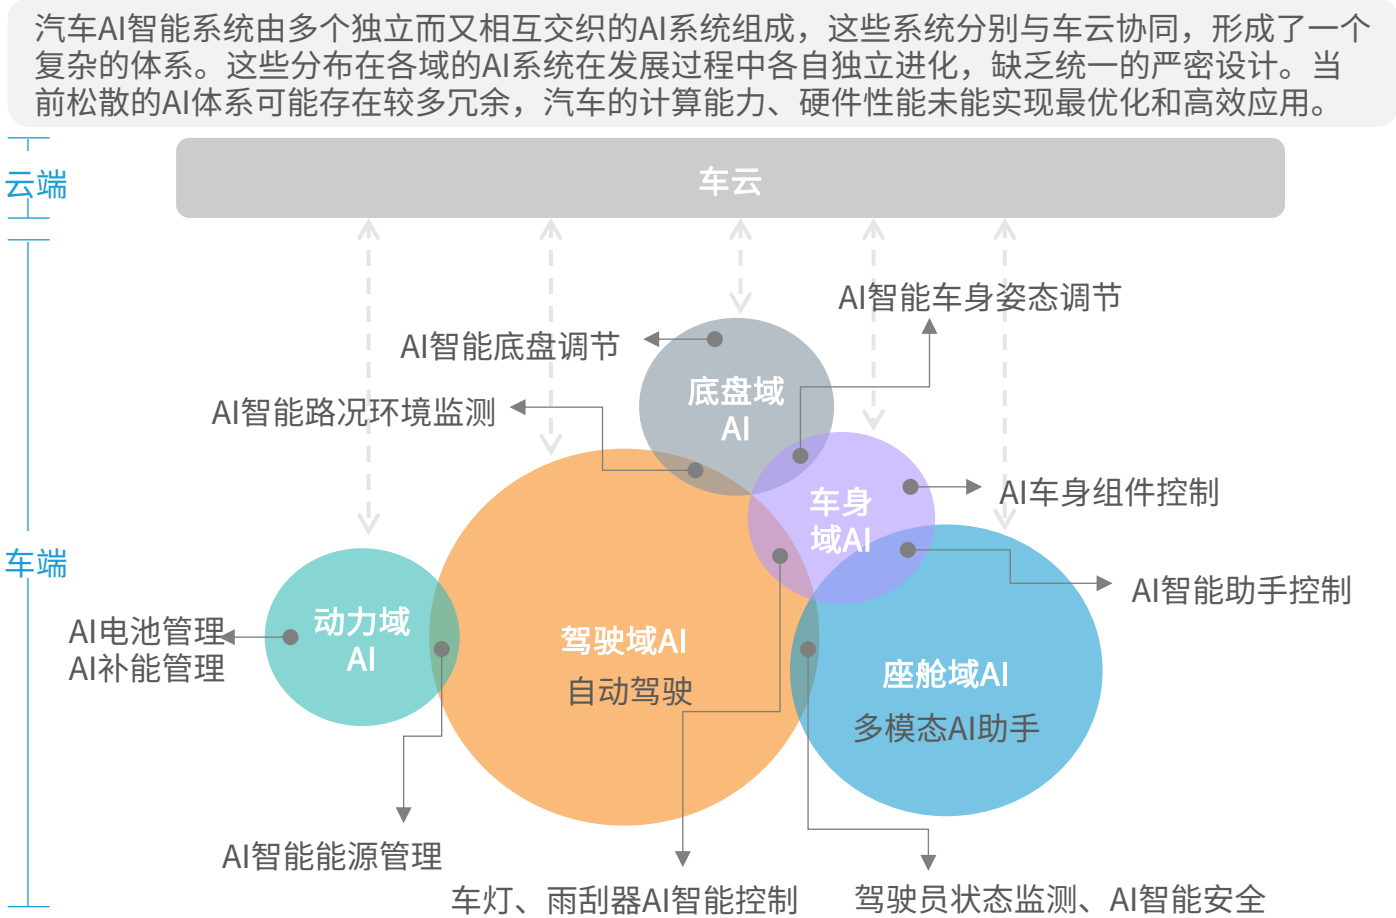 汽车AI智能系统由多个独立而又相互交织的AI系统组成，这些系统分别与车云协同，形成了一个
复杂的体系。这些分布在各域的AI系统在发展过程中各自独立进化，缺乏统一的严密设计。当
前松散的AI体系可能存在较多冗余，汽车的计算能力、硬件性能未能实现最优化和高效应用。
云端
车云
AI智能车身姿态调节
AI智能底盘调节
底盘域
AI
AI智能路况环境监测
车身
域AI
AI车身组件控制
车端
AI智能助手控制
动力域
AI
AI电池管理
AI补能管理
驾驶域AI
自动驾驶
座舱域AI
多模态AI助手
AI智能能源管理
车灯、雨刮器AI智能控制
驾驶员状态监测、AI智能安全